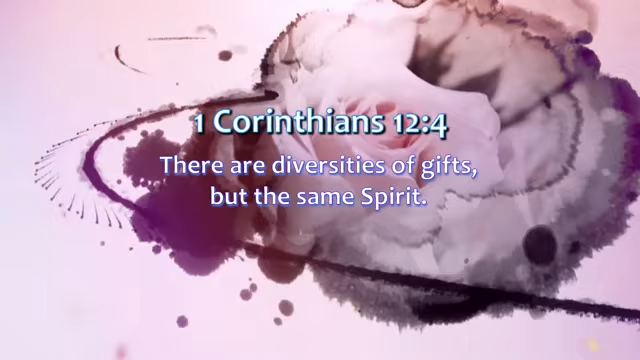 1 Corinthians 12:4
There are diversities of gifts,
but the same Spirit.